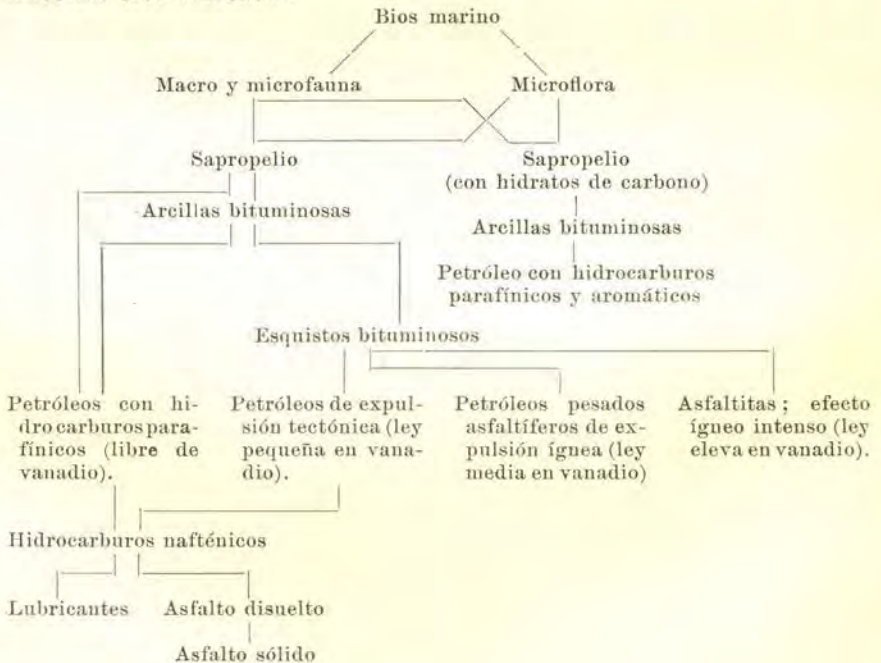 Bios marino
Macro y microfauna
Microflora
Sapropelio
Sapropelio
(con hidratos de carbono)
Arcillas bituminosas
Arcillas bituminosas
Petróleo con hidrocarburos
parafínicos y aromáticos
Esquistos bituminosos
Petróleos con hi-
drocarburos para-
fínicos (libre de
vanadio).
Petróleos de expul-
sión tectónica (ley
pequeña en vana-
dio).
Petróleos pesados
asfaltíferos de ex-
pulsión ígnea (ley
media en vanadio)
Asfaltitas; efecto
ígneo intenso (ley
eleva en vanadio).
Hidrocarburos nafténicos
Lubricantes
Asfalto disuelto
Asfalto sólido